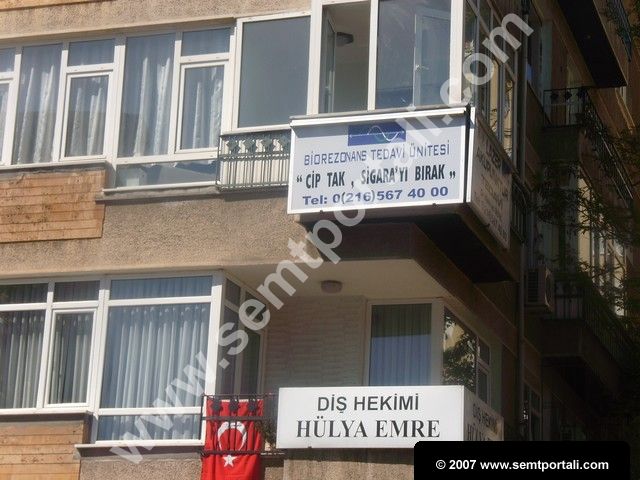 BİOREZONANS TEDAVİ ÜNİTESİ
“ CİP TAK , SİGARA'YI BIRAK „
Tel: 0(216)567 40 00
www.semtportali.com
DİŞ HEKİMİ
HÜLYA EMRE
© 2007 www.semtportali.com